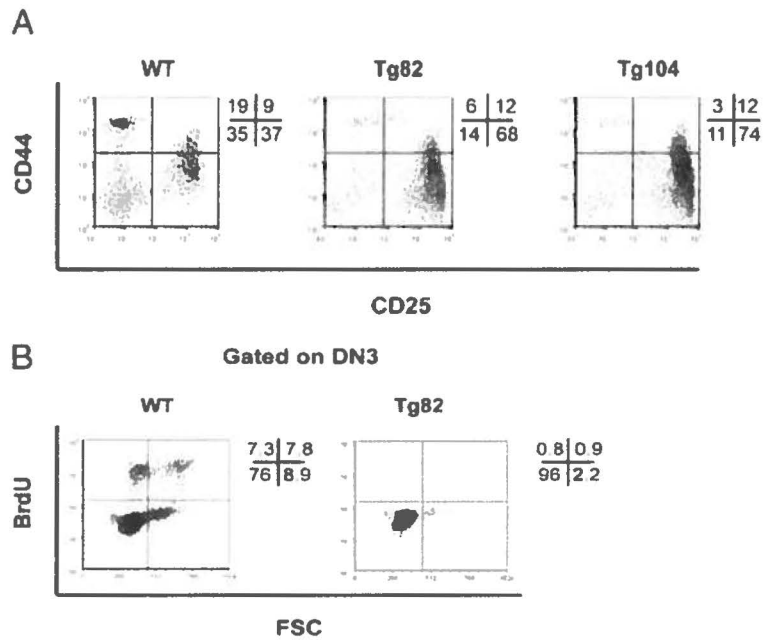 A
WT
Tg82
Tg104
19 9
35 37
6 12
14 68
3 12
11 74
CD44
CD25
B
Gated on DN3
WT
Tg82
7.3 7.8
76 8.9
0.8 0.9
96 2.2
BrdU
FSC